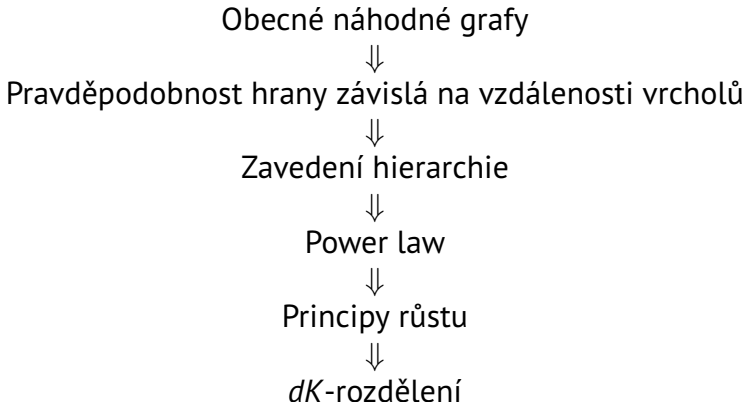 Obecné náhodné grafy
⇓
Pravděpodobnost hrany závislá na vzdálenosti vrcholů
⇓
Zavedení hierarchie
⇓
Power law
⇓
Principy růstu
⇓
dK-rozdělení